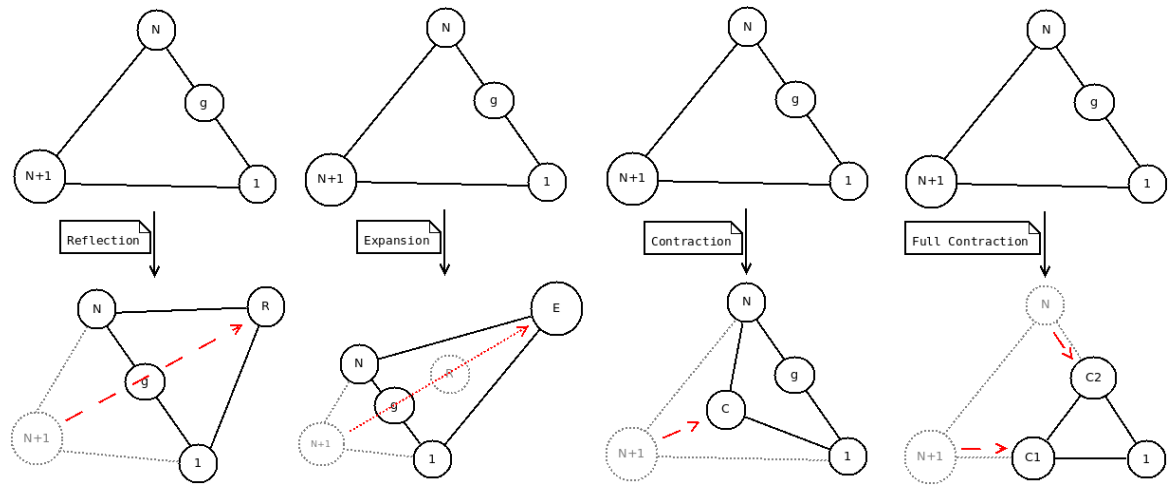 N
g
N+1
1
N
g
N+1
1
N
g
N+1
1
N
g
N+1
1
Reflection
Expansion
Contraction
Full Contraction
N
R
g
N+1
1
E
N
R
g
N+1
1
N
g
C
N+1
1
N
C2
N+1
C1
1